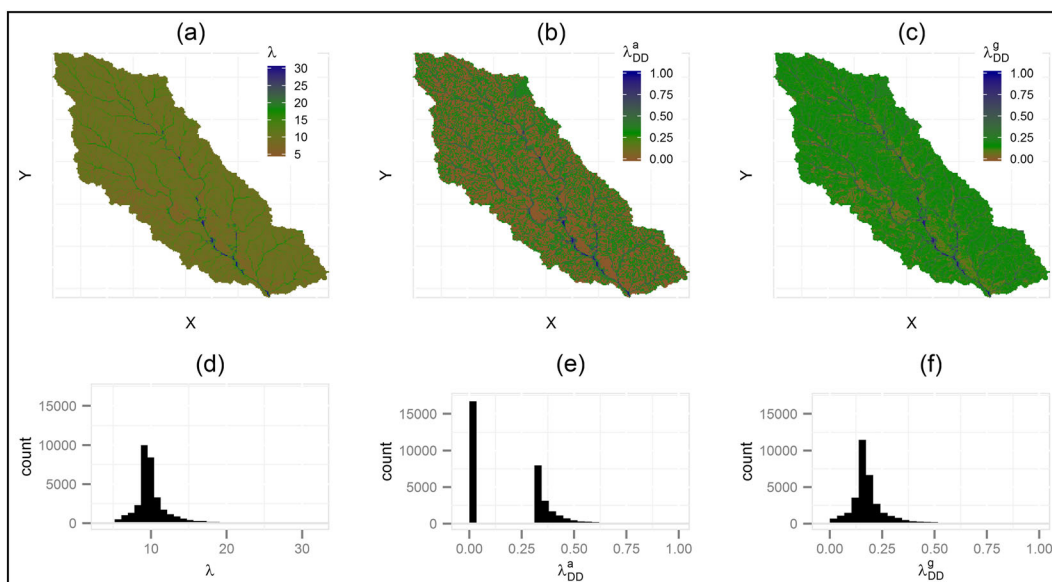 (a) (b) (c)
λ
30
25
20
15
10
5
λ^a_DD
1.00
0.75
0.50
0.25
0.00
λ^g_DD
1.00
0.75
0.50
0.25
0.00
Y Y Y
X X X
(d) (e) (f)
15000
10000
5000
0
count
10 20 30
λ
15000
10000
5000
0
count
0.00 0.25 0.50 0.75 1.00
λ^a_DD
15000
10000
5000
0
count
0.00 0.25 0.50 0.75 1.00
λ^g_DD